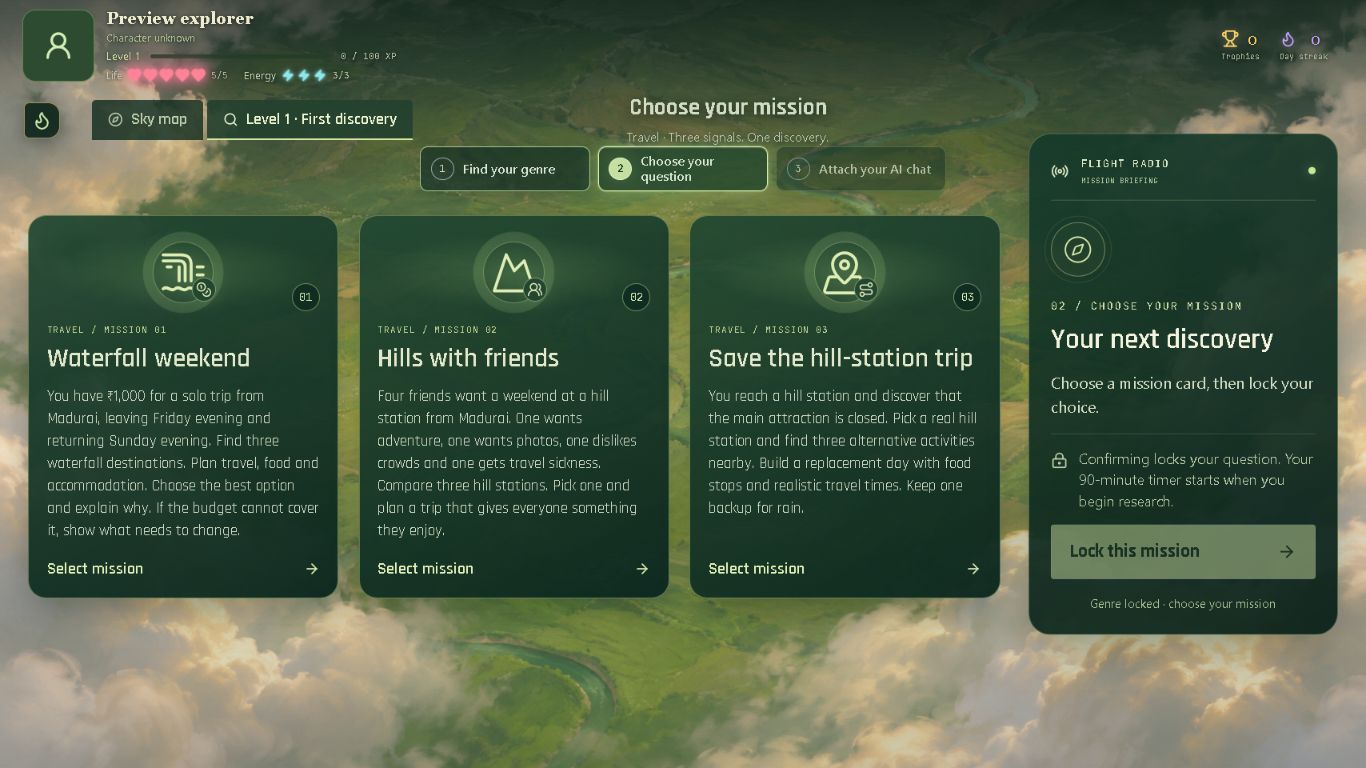 Preview explorer
Character unknown
Level 1
0 / 100 XP
Life 5/5 Energy 3/3
0 0
Trophies Day streak
Sky map
Level 1 · First discovery
Choose your mission
Travel · Three signals. One discovery.
1 Find your genre
2 Choose your
question
3 Attach your AI chat
01
TRAVEL / MISSION 01
Waterfall weekend
You have ₹1,000 for a solo trip from
Madurai, leaving Friday evening and
returning Sunday evening. Find three
waterfall destinations. Plan travel, food and
accommodation. Choose the best option
and explain why. If the budget cannot cover
it, show what needs to change.
Select mission
02
TRAVEL / MISSION 02
Hills with friends
Four friends want a weekend at a hill
station from Madurai. One wants
adventure, one wants photos, one dislikes
crowds and one gets travel sickness.
Compare three hill stations. Pick one and
plan a trip that gives everyone something
they enjoy.
Select mission
03
TRAVEL / MISSION 03
Save the hill-station trip
You reach a hill station and discover that
the main attraction is closed. Pick a real hill
station and find three alternative activities
nearby. Build a replacement day with food
stops and realistic travel times. Keep one
backup for rain.
Select mission
FLIGHT RADIO
MISSION BRIEFING
02 / CHOOSE YOUR MISSION
Your next discovery
Choose a mission card, then lock your
choice.
Confirming locks your question. Your
90-minute timer starts when you
begin research.
Lock this mission
Genre locked · choose your mission